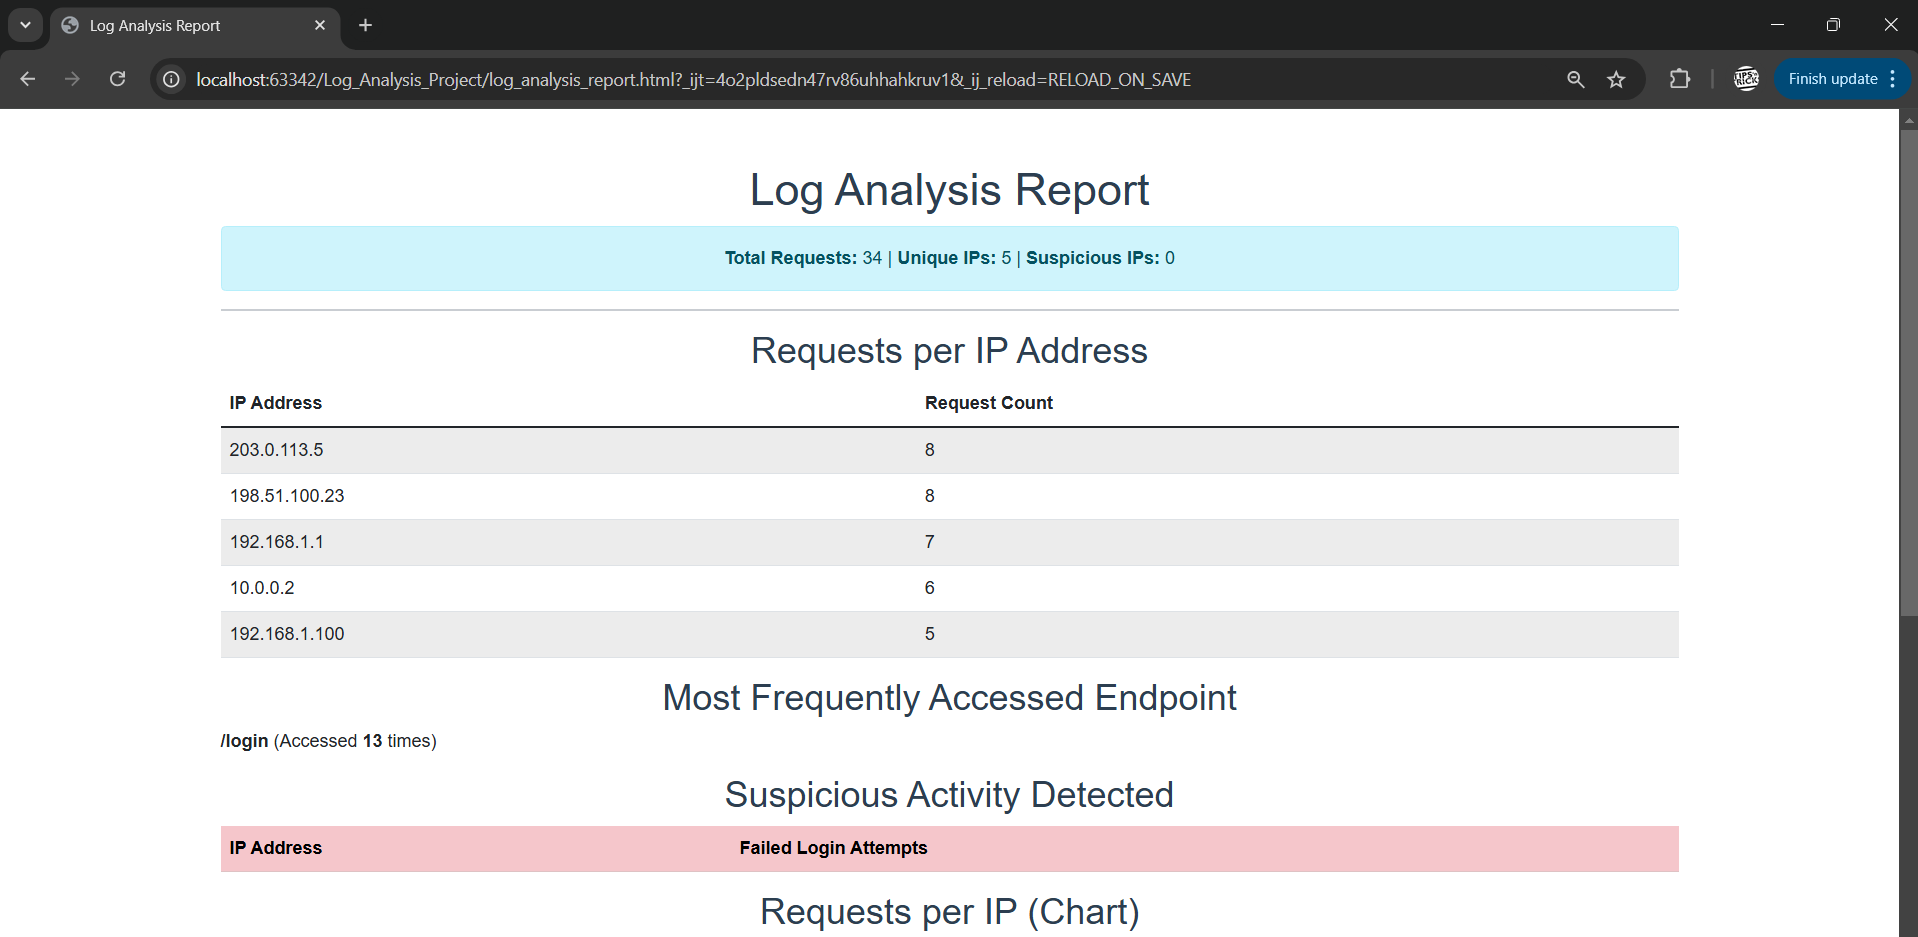 Log Analysis Report
localhost:63342/Log_Analysis_Project/log_analysis_report.html?_ijt=4o2pldsedn47rv86uhhahkruv1&_ij_reload=RELOAD_ON_SAVE
Finish update
Log Analysis Report
Total Requests: 34 | Unique IPs: 5 | Suspicious IPs: 0
Requests per IP Address
IP Address Request Count
203.0.113.5 8
198.51.100.23 8
192.168.1.1 7
10.0.0.2 6
192.168.1.100 5
Most Frequently Accessed Endpoint
/login (Accessed 13 times)
Suspicious Activity Detected
IP Address Failed Login Attempts
Requests per IP (Chart)